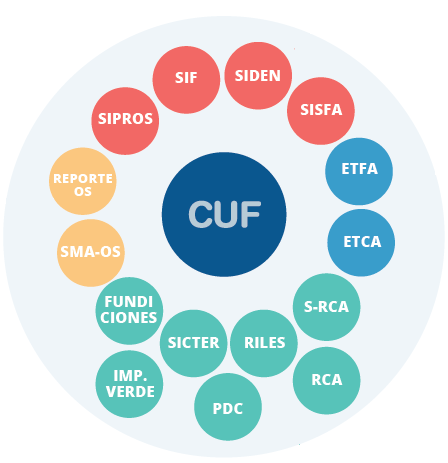 SIF
SIDEN
SIPROS
SISFA
REPORTE
OS
ETFA
CUF
SMA-OS
ETCA
FUNDI
CIONES
S-RCA
SICTER
RILES
IMP.
VERDE
RCA
PDC